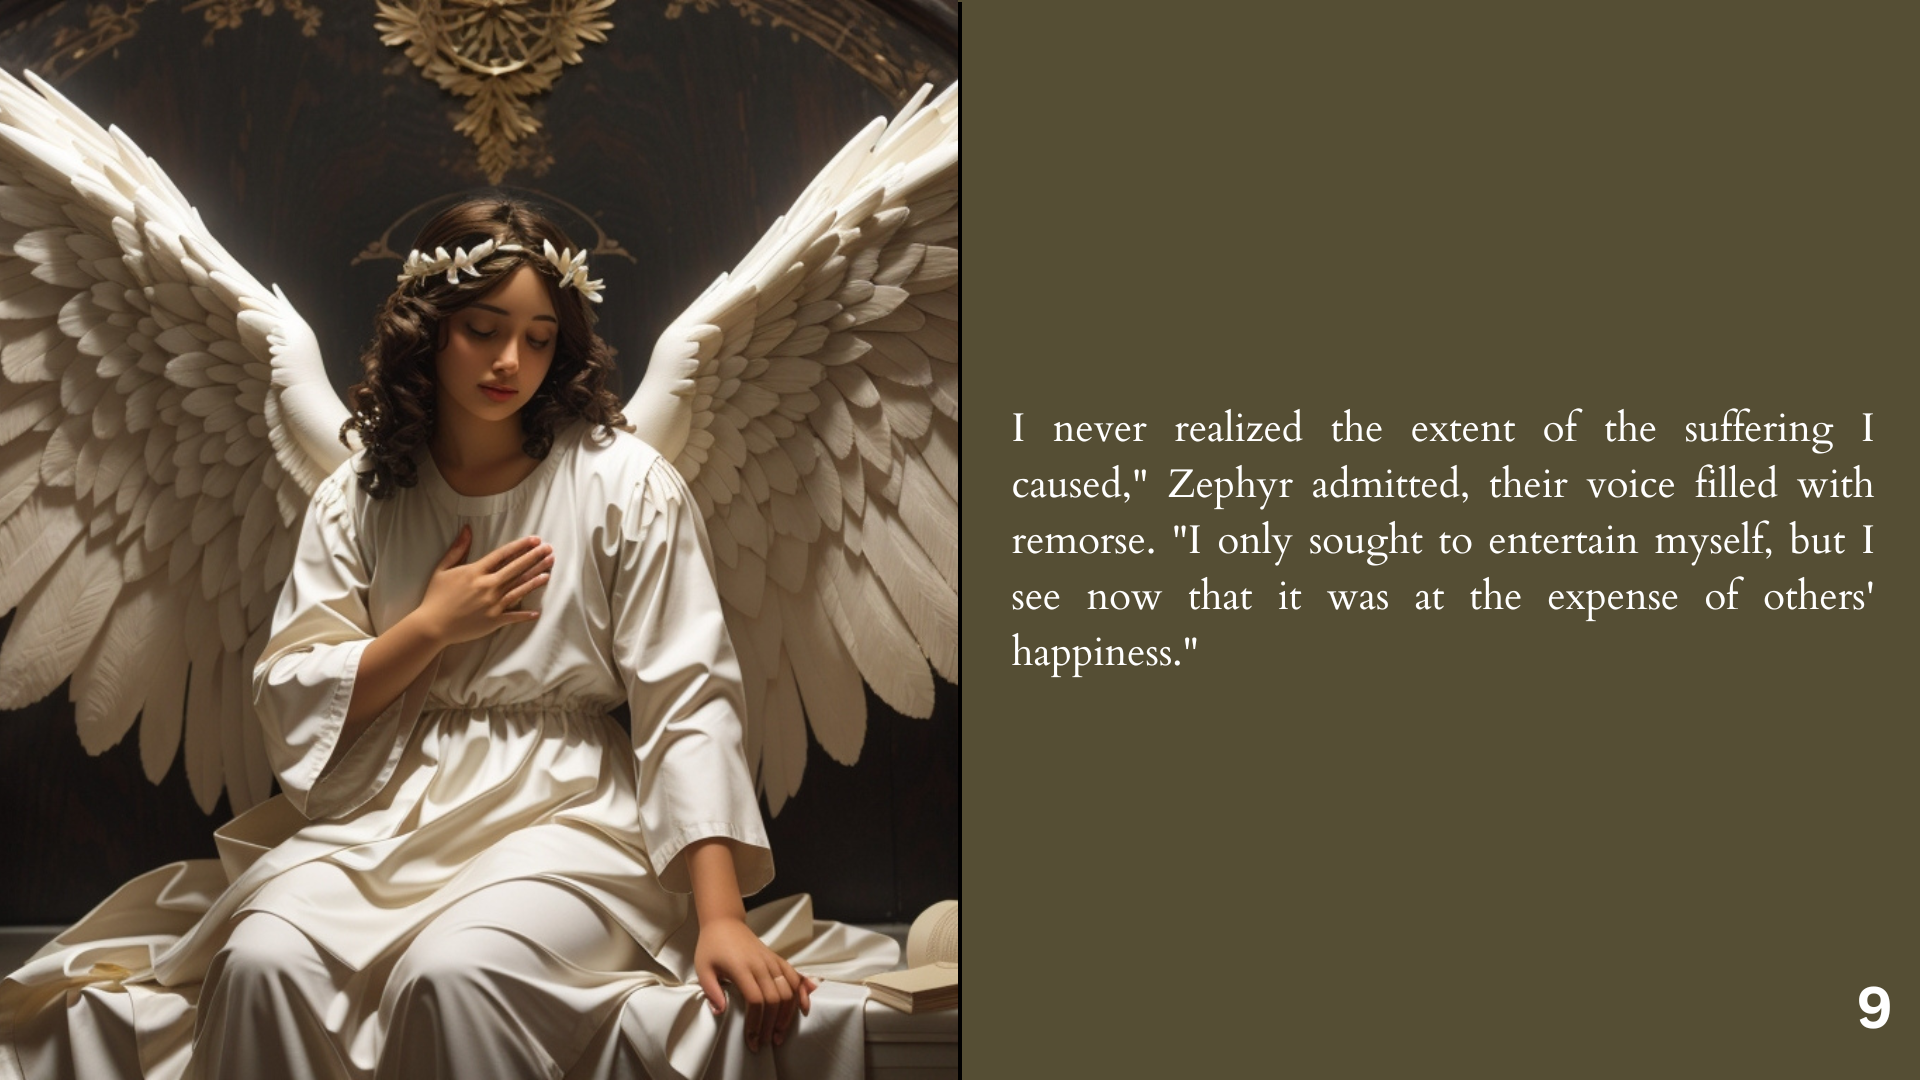 I never realized the extent of the suffering I
caused," Zephyr admitted, their voice filled with
remorse. "I only sought to entertain myself, but I
see now that it was at the expense of others'
happiness."
9